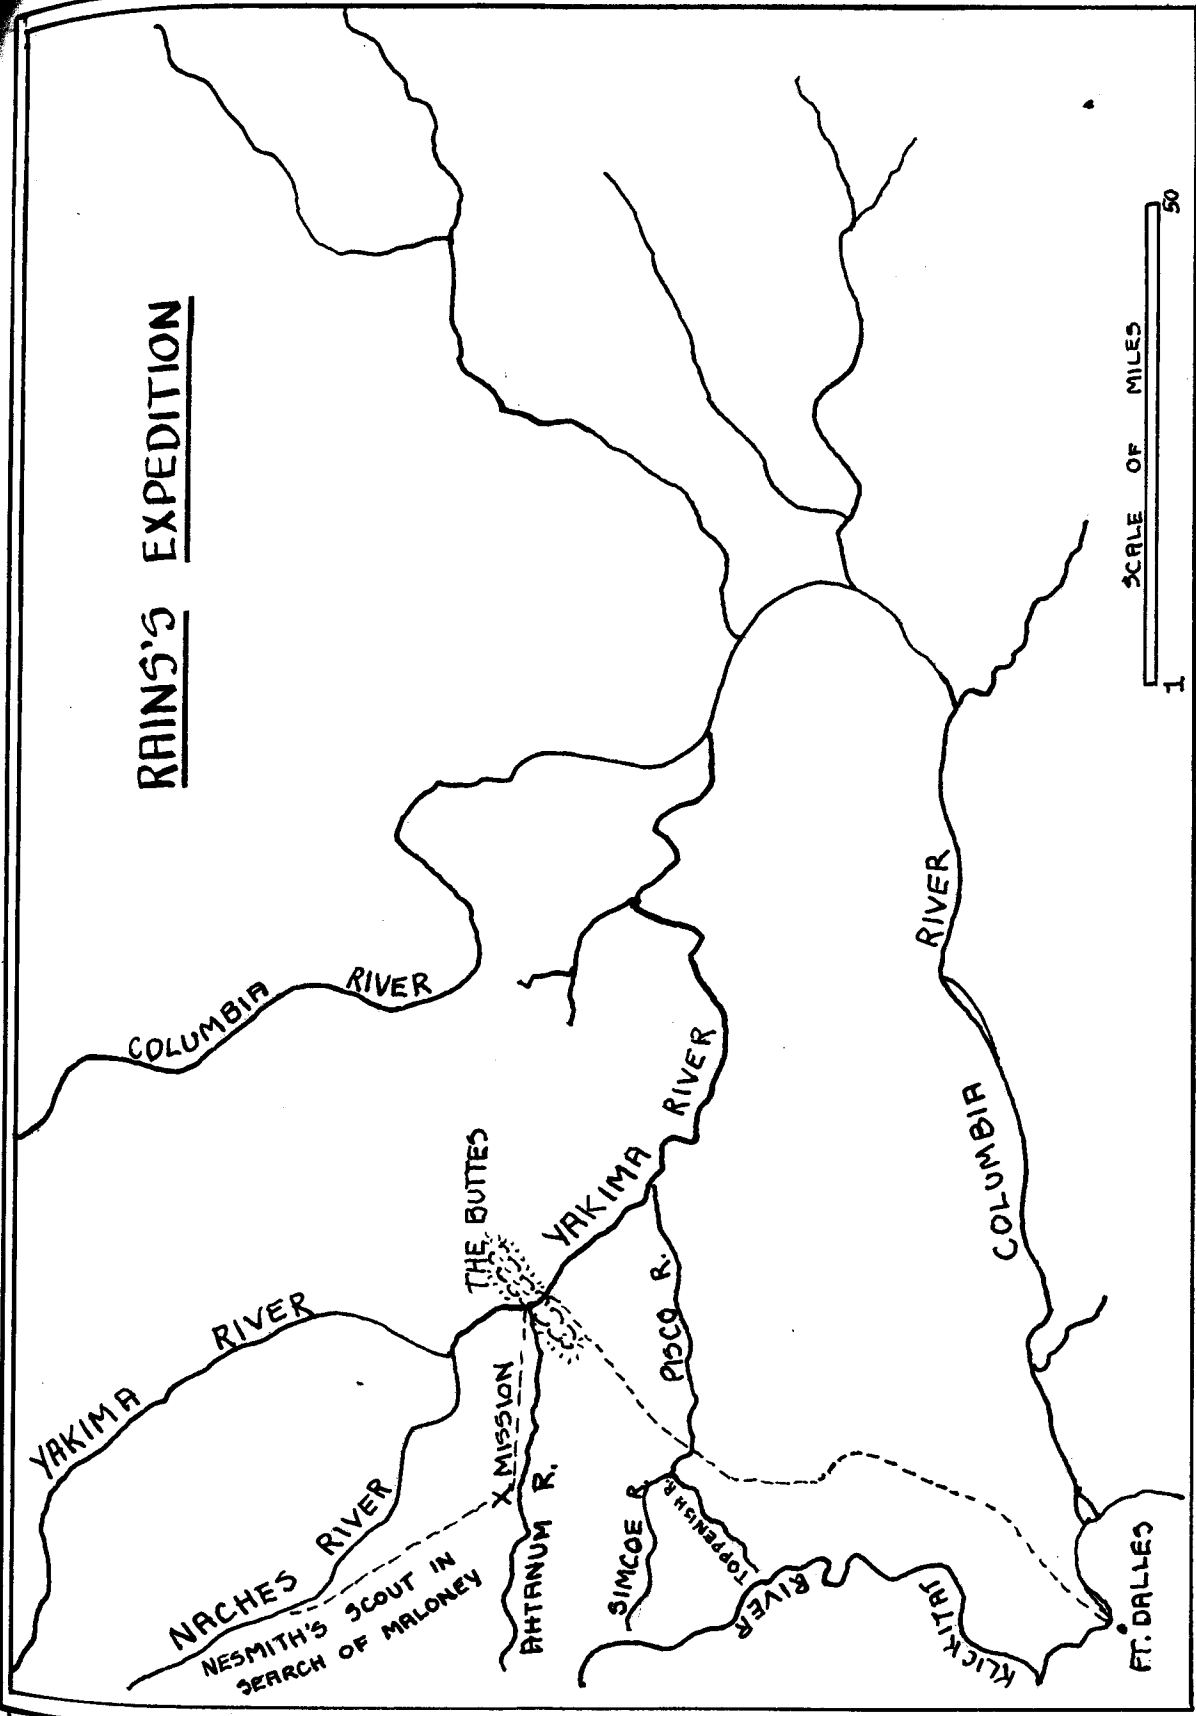 RAINS'S EXPEDITION
COLUMBIA RIVER
YAKIMA RIVER
NACHES RIVER
NESMITH'S SCOUT IN
SEARCH OF MALONEY
THE BUTTES
X MISSION
AHTANUM R.
YAKIMA RIVER
PISCO R.
SIMCOE R.
TOPPENISH R.
KLICKITAT RIVER
COLUMBIA RIVER
FT. DALLES
SCALE OF MILES
1 50